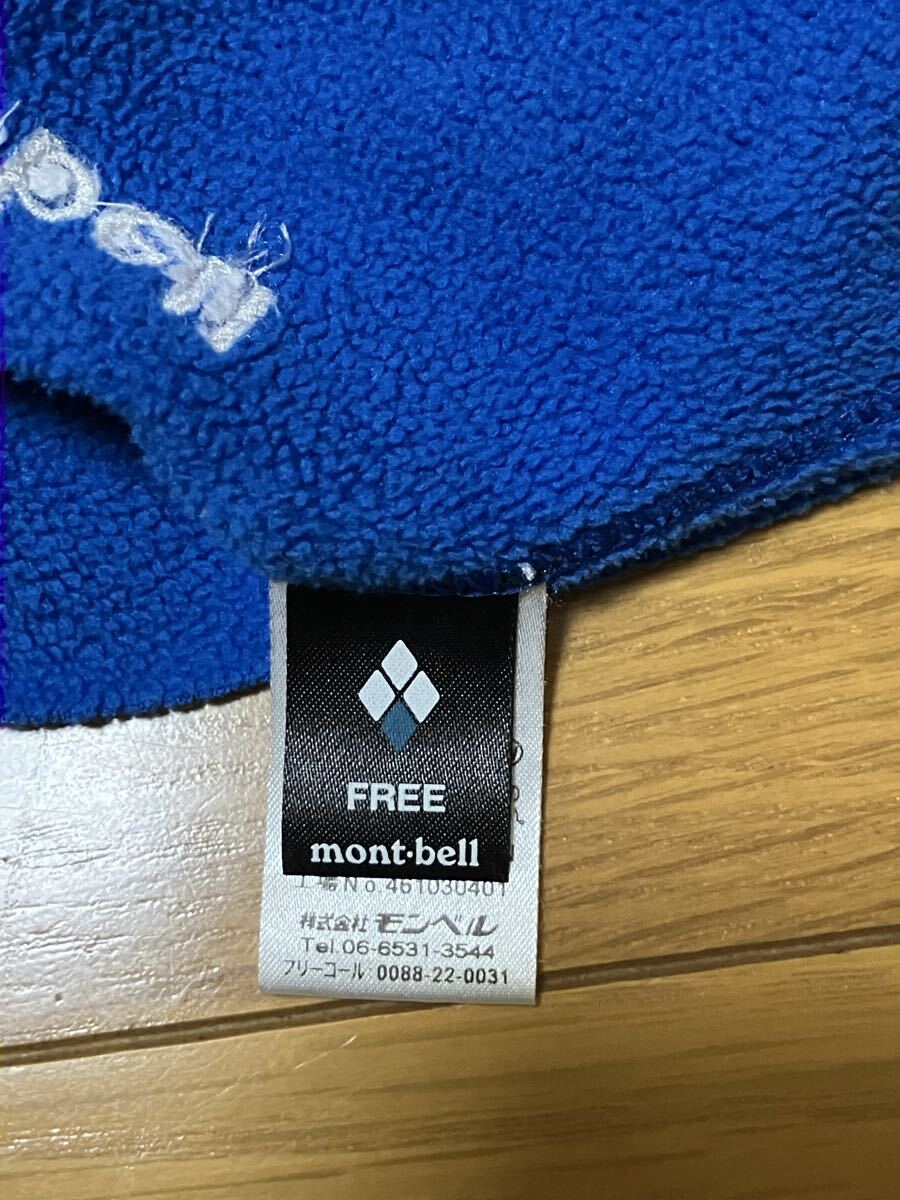 FREE
mont·bell
工場No 461030401
株式会社モンベル
Tel.06-6531-3544
フリーコール 0088-22-0031